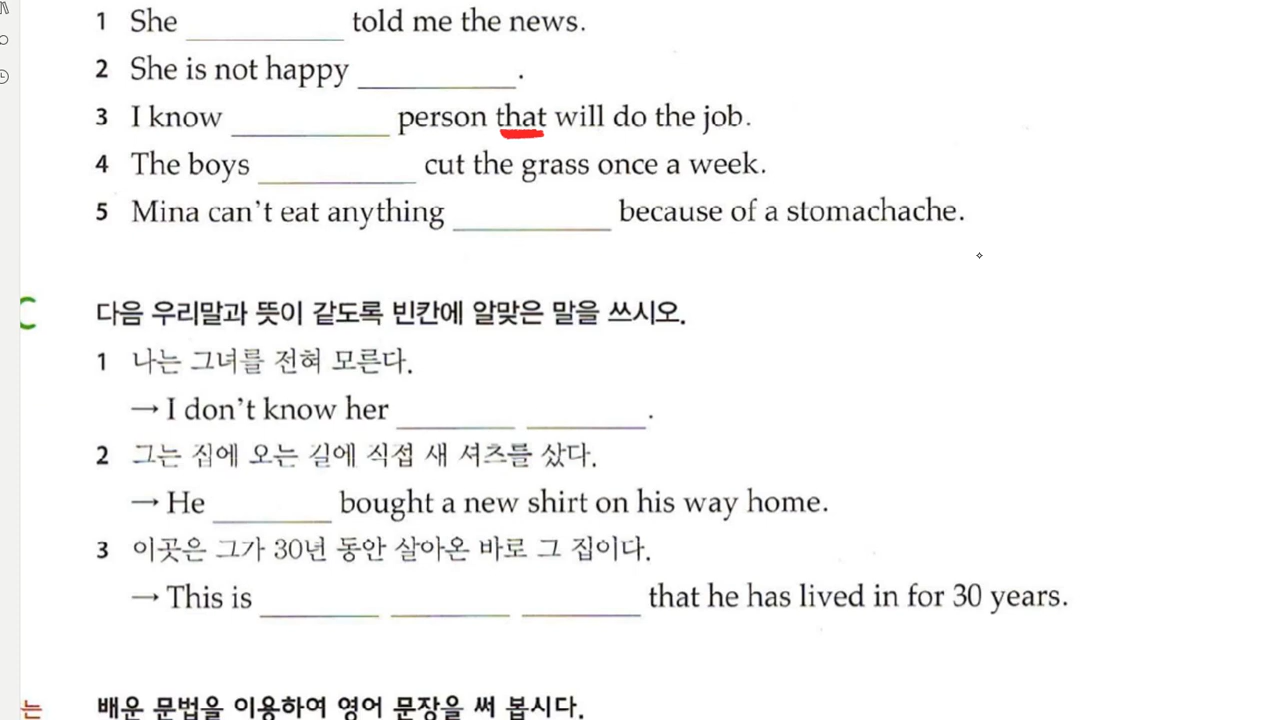 1 She ________ told me the news.
2 She is not happy ________.
3 I know ________ person that will do the job.
4 The boys ________ cut the grass once a week.
5 Mina can't eat anything ________ because of a stomachache.
C 다음 우리말과 뜻이 같도록 빈칸에 알맞은 말을 쓰시오.
1 나는 그녀를 전혀 모른다.
→ I don't know her ______ ______.
2 그는 집에 오는 길에 직접 새 셔츠를 샀다.
→ He ______ bought a new shirt on his way home.
3 이곳은 그가 30년 동안 살아온 바로 그 집이다.
→ This is ______ ______ ______ that he has lived in for 30 years.
는 배운 문법을 이용하여 영어 문장을 써 봅시다.